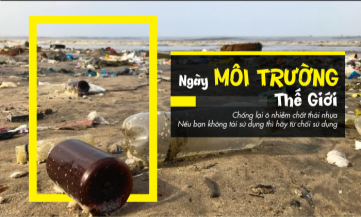 Ngày MÔI TRƯỜNG
Thế Giới
Chống lại ô nhiễm chất thải nhựa
Nếu bạn không tái sử dụng thì hãy từ chối sử dụng